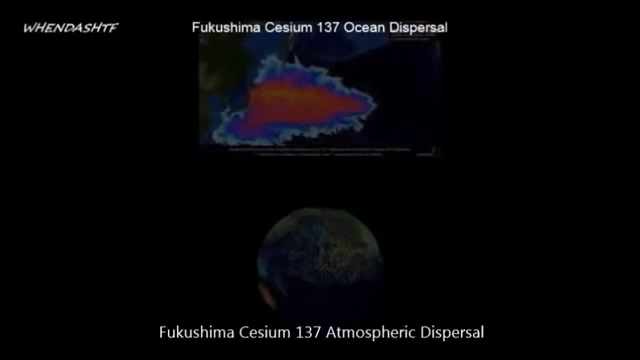 WHENDASHTF
Fukushima Cesium 137 Ocean Dispersal
Fukushima Cesium 137 Atmospheric Dispersal